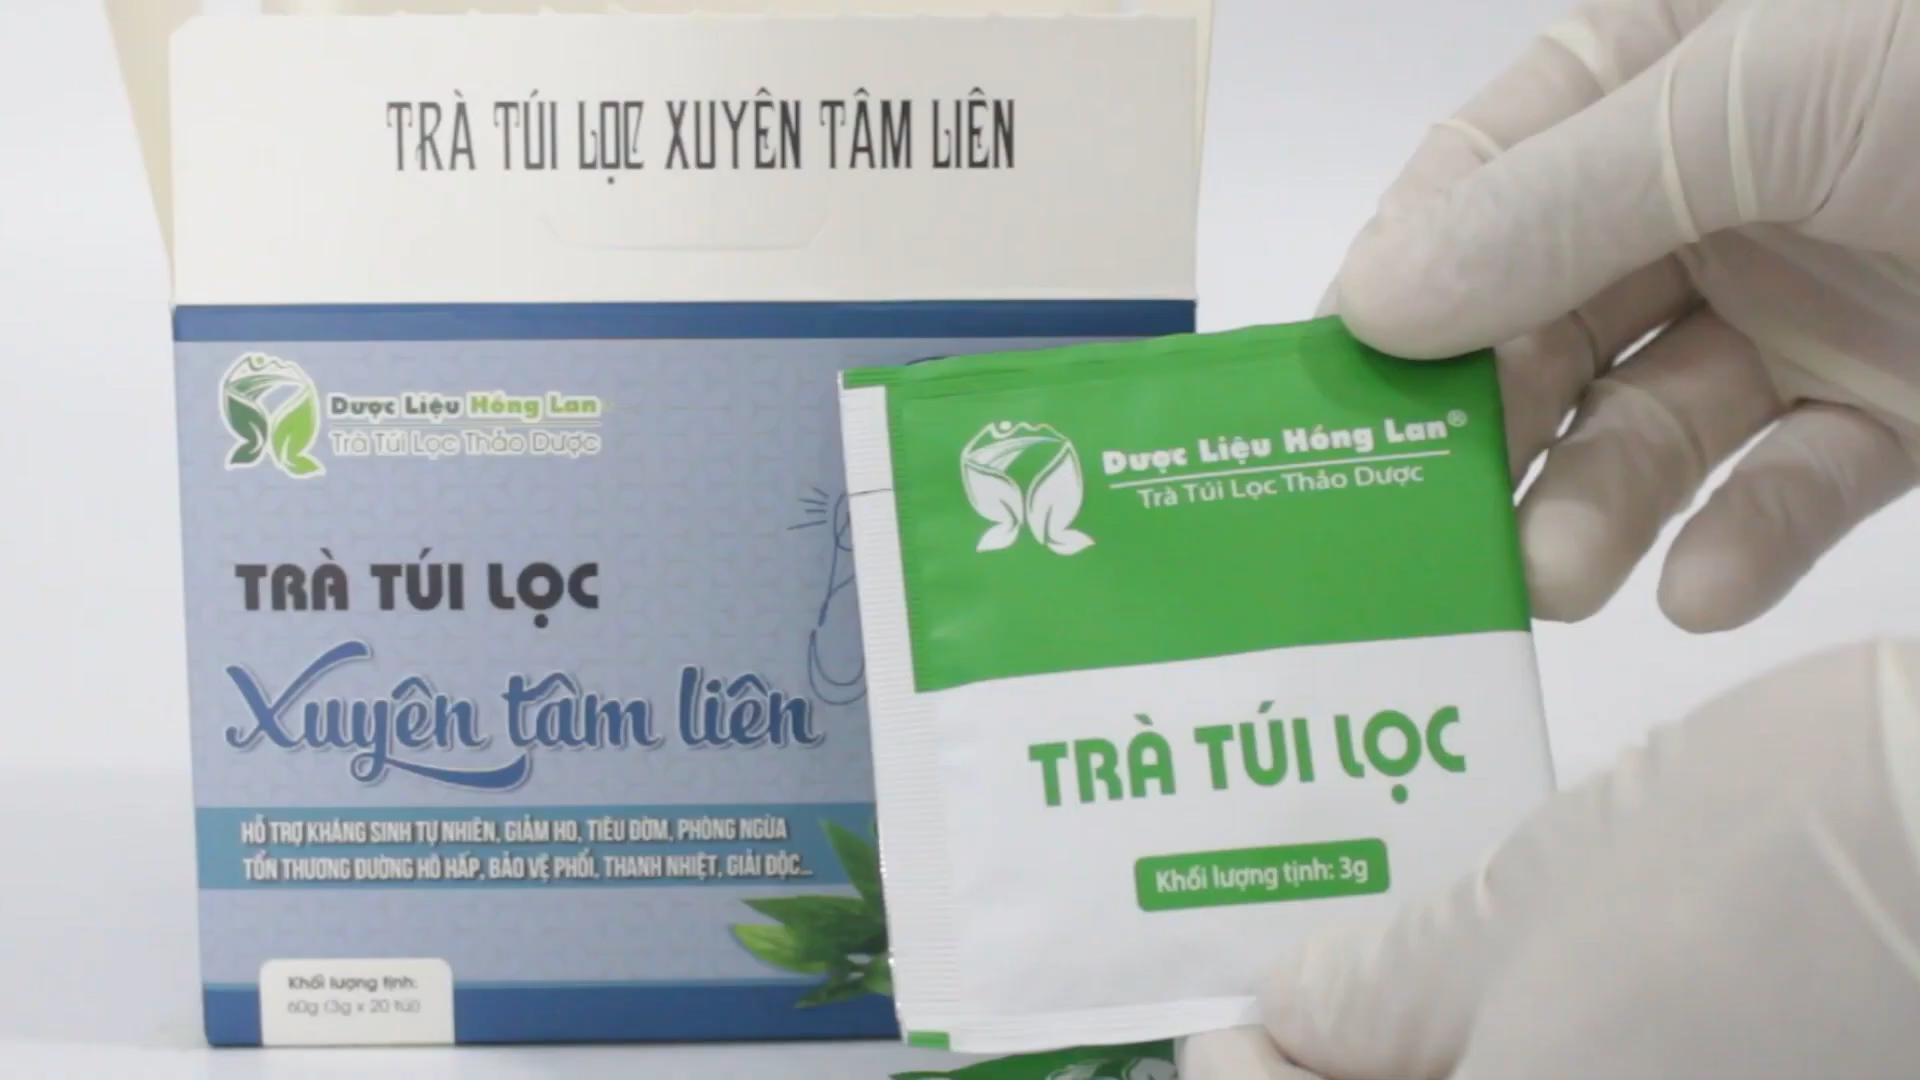 TRÀ TÚI LỌC XUYÊN TÂM LIÊN
Dược Liệu Hồng Lan
Trà Túi Lọc Thảo Dược
TRÀ TÚI LỌC
Xuyên tâm liên
HỖ TRỢ KHÁNG SINH TỰ NHIÊN, GIẢM HO, TIÊU ĐỜM, PHÒNG NGỪA
TỔN THƯƠNG ĐƯỜNG HÔ HẤP, BẢO VỆ PHỔI, THANH NHIỆT, GIẢI ĐỘC...
Khối lượng tịnh:
60g (3g x 20 túi)
Dược Liệu Hồng Lan®
Trà Túi Lọc Thảo Dược
TRÀ TÚI LỌC
Khối lượng tịnh: 3g